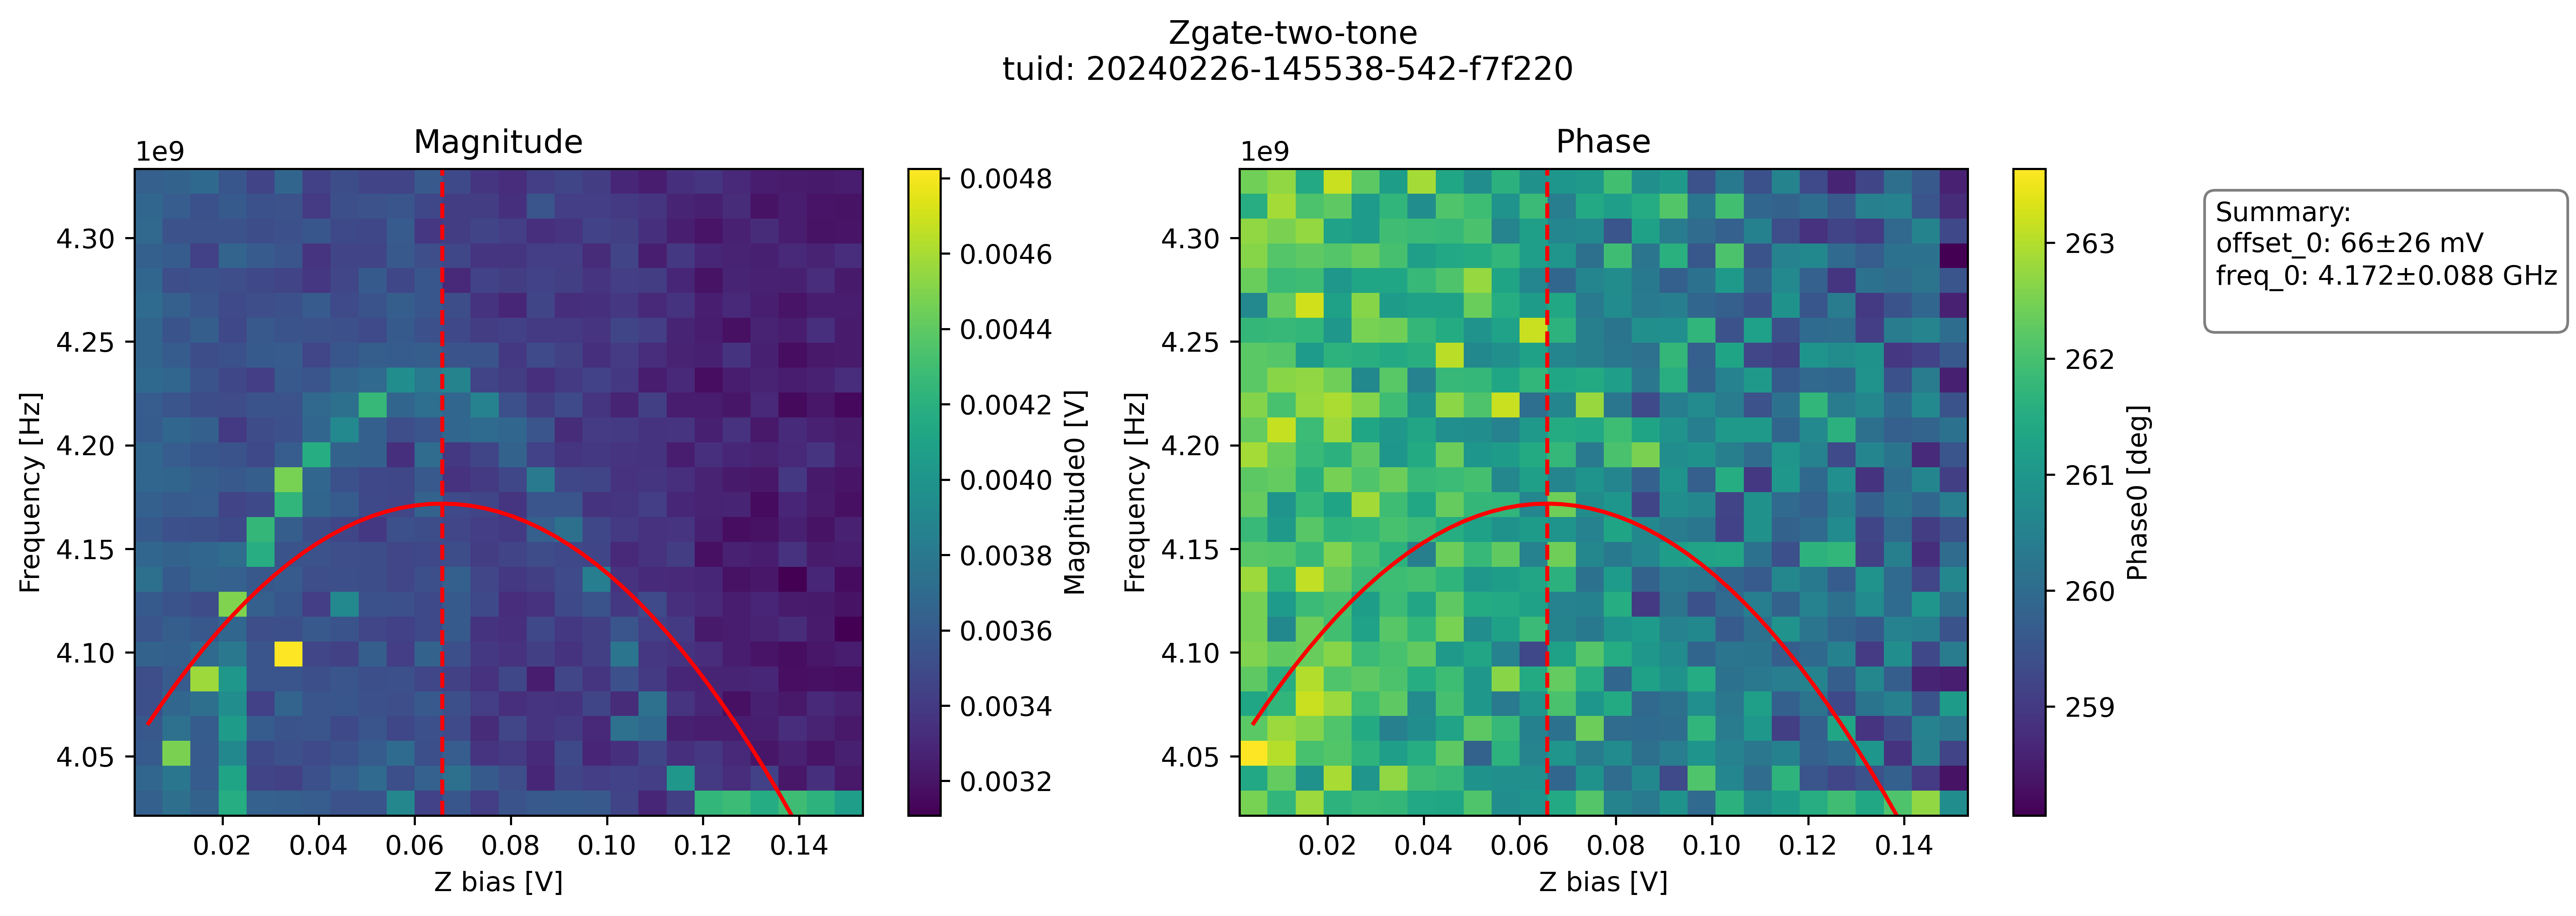 Zgate-two-tone
tuid: 20240226-145538-542-f7f220
Magnitude
1e9
4.30
4.25
4.20
4.15
4.10
4.05
Frequency [Hz]
0.02 0.04 0.06 0.08 0.10 0.12 0.14
Z bias [V]
0.0048
0.0046
0.0044
0.0042
0.0040
0.0038
0.0036
0.0034
0.0032
Magnitude0 [V]
Phase
1e9
4.30
4.25
4.20
4.15
4.10
4.05
Frequency [Hz]
0.02 0.04 0.06 0.08 0.10 0.12 0.14
Z bias [V]
263
262
261
260
259
Phase0 [deg]
Summary:
offset_0: 66±26 mV
freq_0: 4.172±0.088 GHz